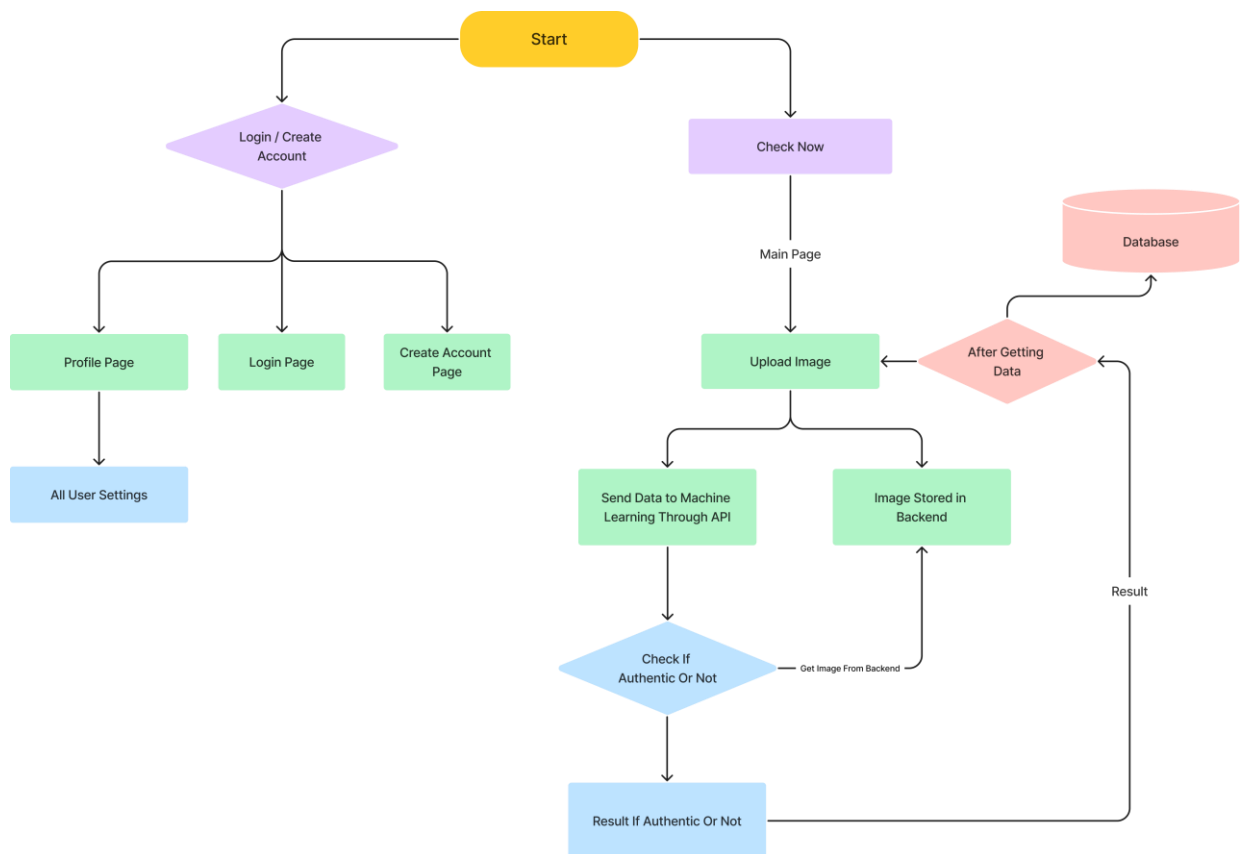 Start
Login / Create
Account
Check Now
Main Page
Database
Profile Page
Login Page
Create Account
Page
Upload Image
After Getting
Data
All User Settings
Send Data to Machine
Learning Through API
Image Stored in
Backend
Result
Check If
Authentic Or Not
Get Image From Backend
Result If Authentic Or Not